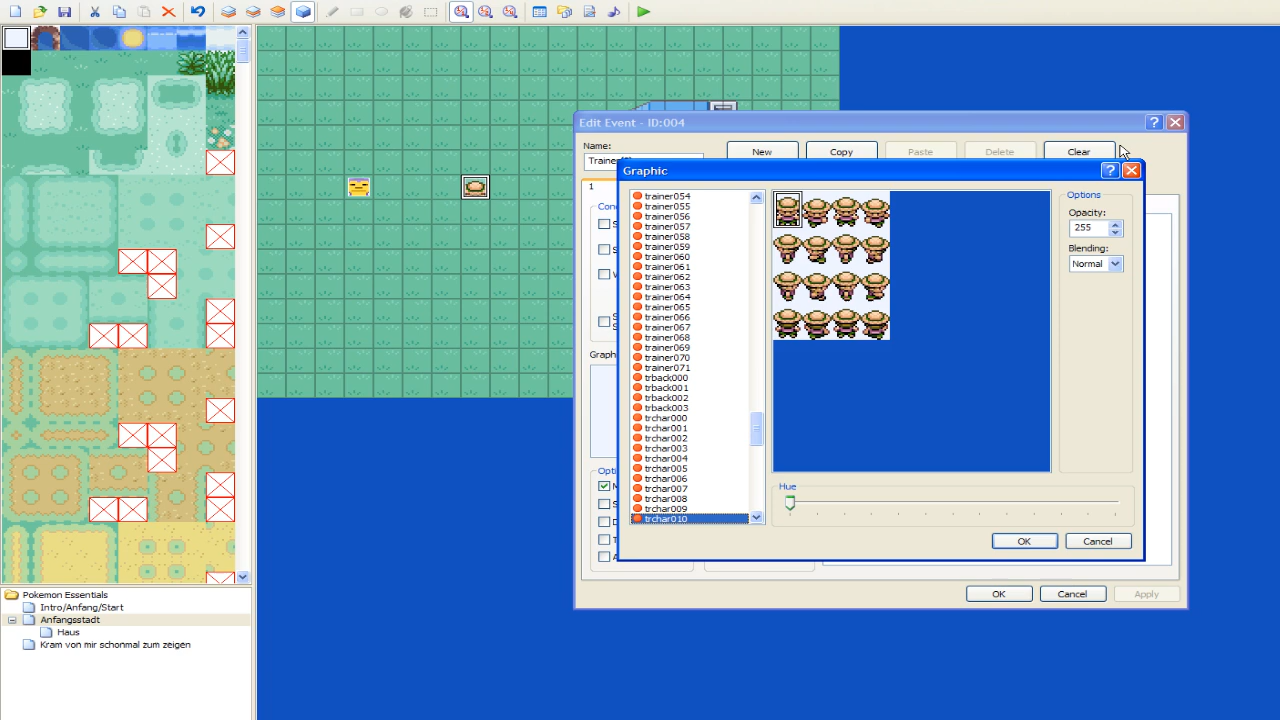 Edit Event - ID:004
Name:
New
Copy
Paste
Delete
Clear
Graphic
1
trainer054
trainer055
trainer056
trainer057
trainer058
trainer059
trainer060
trainer061
trainer062
trainer063
trainer064
trainer065
trainer066
trainer067
trainer068
trainer069
trainer070
trainer071
trback000
trback001
trback002
trback003
trchar000
trchar001
trchar002
trchar003
trchar004
trchar005
trchar006
trchar007
trchar008
trchar009
trchar010
Options
Opacity:
255
Blending:
Normal
Hue
OK
Cancel
OK
Cancel
Apply
Pokemon Essentials
Intro/Anfang/Start
Anfangsstadt
Haus
Kram von mir schonmal zum zeigen